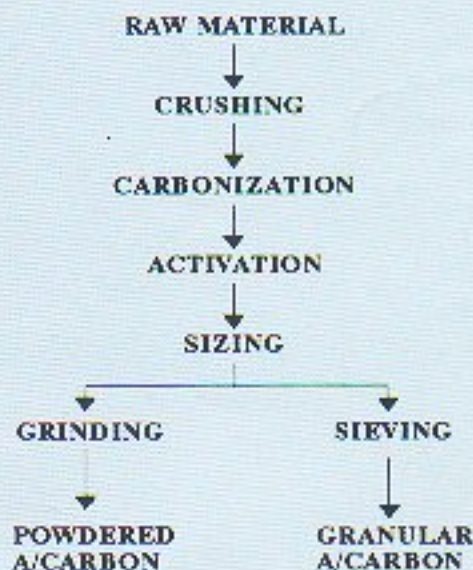 RAW MATERIAL
CRUSHING
CARBONIZATION
ACTIVATION
SIZING
GRINDING
SIEVING
POWDERED
A/CARBON
GRANULAR
A/CARBON